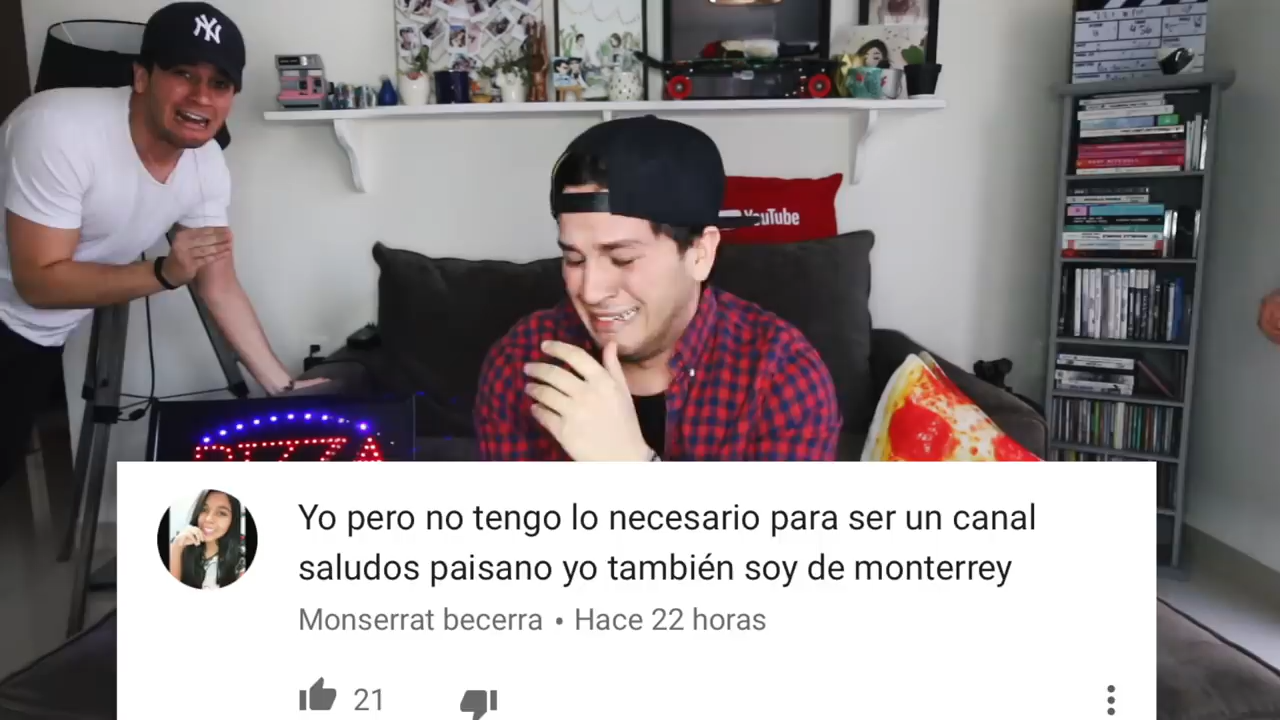 NY
YouTube
PIZZA
Yo pero no tengo lo necesario para ser un canal
saludos paisano yo también soy de monterrey
Monserrat becerra • Hace 22 horas
21